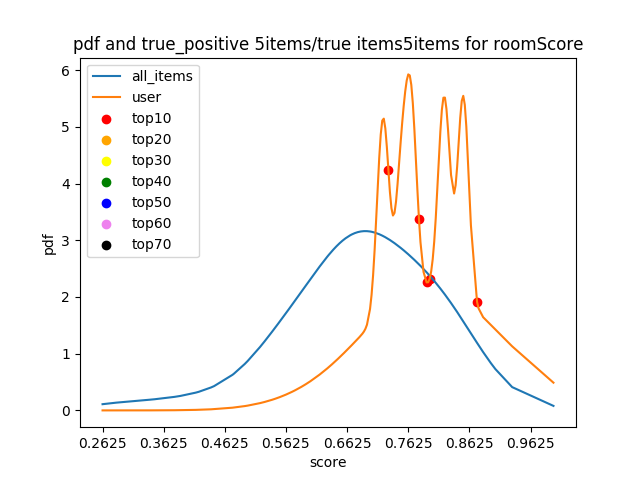 pdf and true_positive 5items/true items5items for roomScore
all_items
user
top10
top20
top30
top40
top50
top60
top70
pdf
6
5
4
3
2
1
0
0.2625 0.3625 0.4625 0.5625 0.6625 0.7625 0.8625 0.9625
score